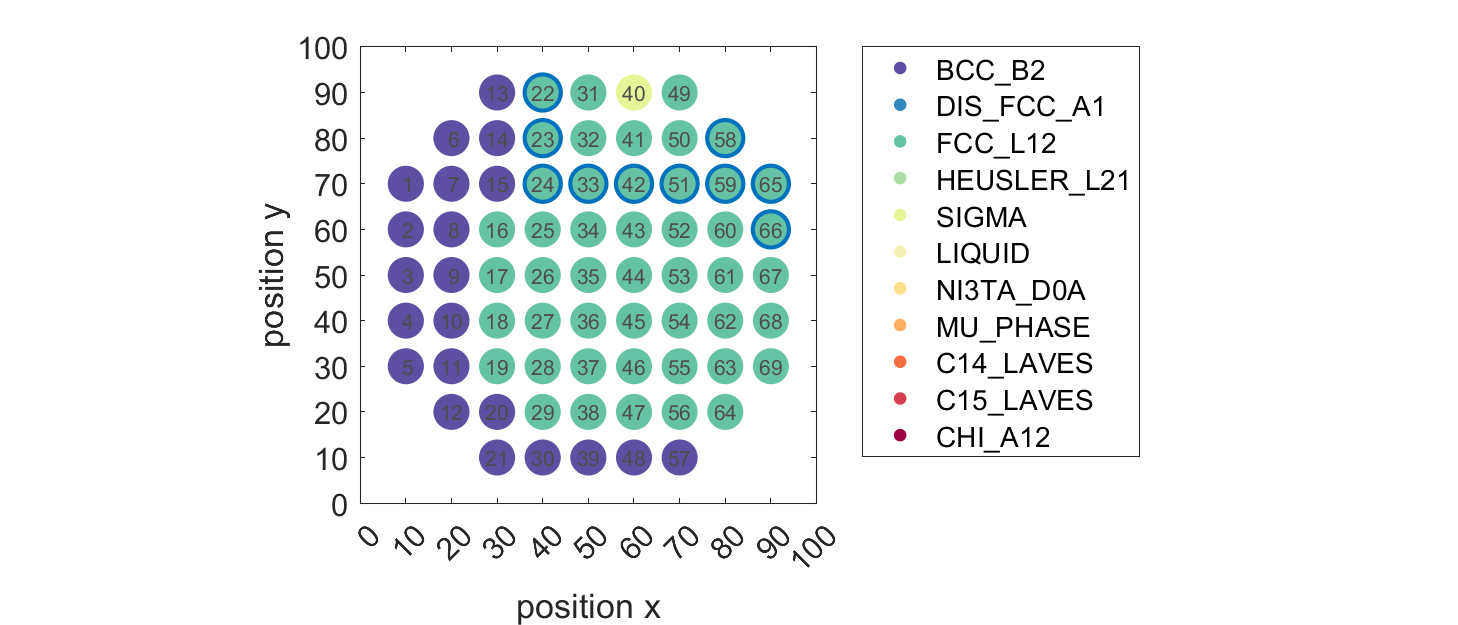 100
90
80
70
60
50
40
30
20
10
0
position y
13 22 31 40 49
6 14 23 32 41 50 58
1 7 15 24 33 42 51 59 65
2 8 16 25 34 43 52 60 66
3 9 17 26 35 44 53 61 67
4 10 18 27 36 45 54 62 68
5 11 19 28 37 46 55 63 69
12 20 29 38 47 56 64
21 30 39 48 57
0 10 20 30 40 50 60 70 80 90 100
position x
BCC_B2
DIS_FCC_A1
FCC_L12
HEUSLER_L21
SIGMA
LIQUID
NI3TA_D0A
MU_PHASE
C14_LAVES
C15_LAVES
CHI_A12